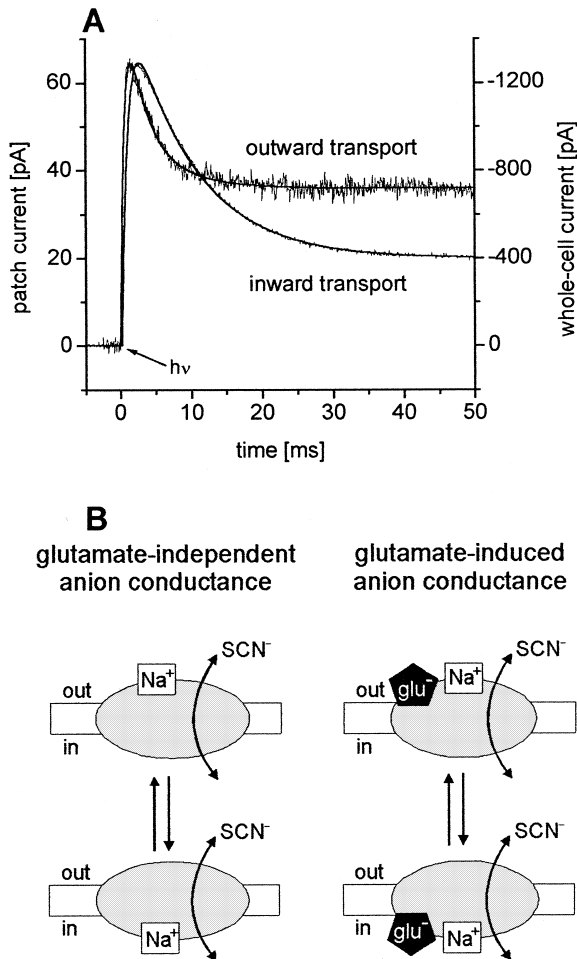 A
60
40
20
0
patch current [pA]
-1200
-800
-400
0
whole-cell current [pA]
outward transport
inward transport
hν
0 10 20 30 40 50
time [ms]
B
glutamate-independent
anion conductance
glutamate-induced
anion conductance
SCN⁻
Na⁺
out
in
SCN⁻
out
in
Na⁺
SCN⁻
glu⁻
Na⁺
out
in
SCN⁻
out
in
glu⁻
Na⁺